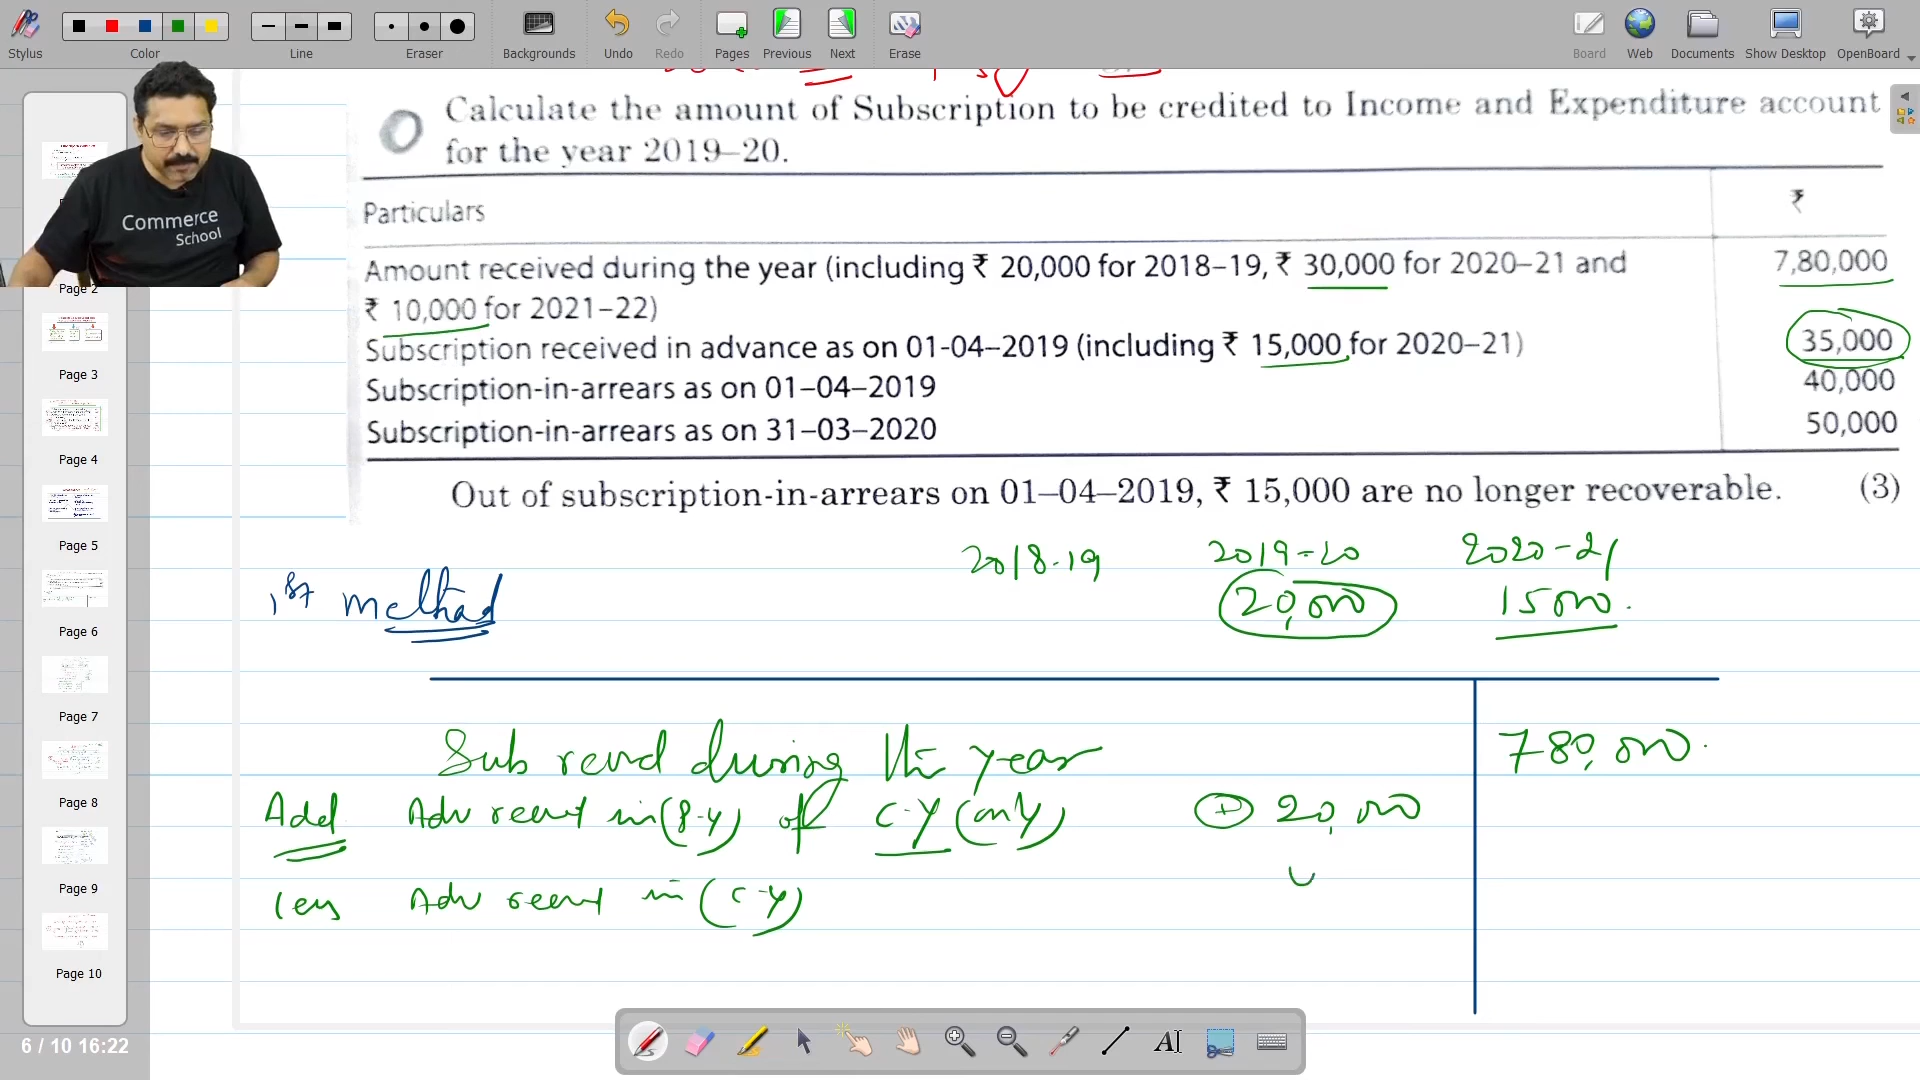 Stylus
Color
Line
Eraser
Backgrounds
Undo
Redo
Pages
Previous
Next
Erase
Board
Web
Documents
Show Desktop
OpenBoard
Commerce
School
Calculate the amount of Subscription to be credited to Income and Expenditure account
for the year 2019–20.
Particulars ₹
Amount received during the year (including ₹ 20,000 for 2018–19, ₹ 30,000 for 2020–21 and 7,80,000
₹ 10,000 for 2021–22)
Subscription received in advance as on 01-04–2019 (including ₹ 15,000 for 2020–21) 35,000
Subscription-in-arrears as on 01–04–2019 40,000
Subscription-in-arrears as on 31–03–2020 50,000
Out of subscription-in-arrears on 01–04–2019, ₹ 15,000 are no longer recoverable. (3)
2018-19 2019-20 2020-21
1st method 20,000 15000.
Sub recvd during the year 780,000
Add Adv recvt in (P-Y) of C-Y (only) + 20,000
less Adv recvt in (C-Y)
Page 2
Page 3
Page 4
Page 5
Page 6
Page 7
Page 8
Page 9
Page 10
6 / 10 16:22